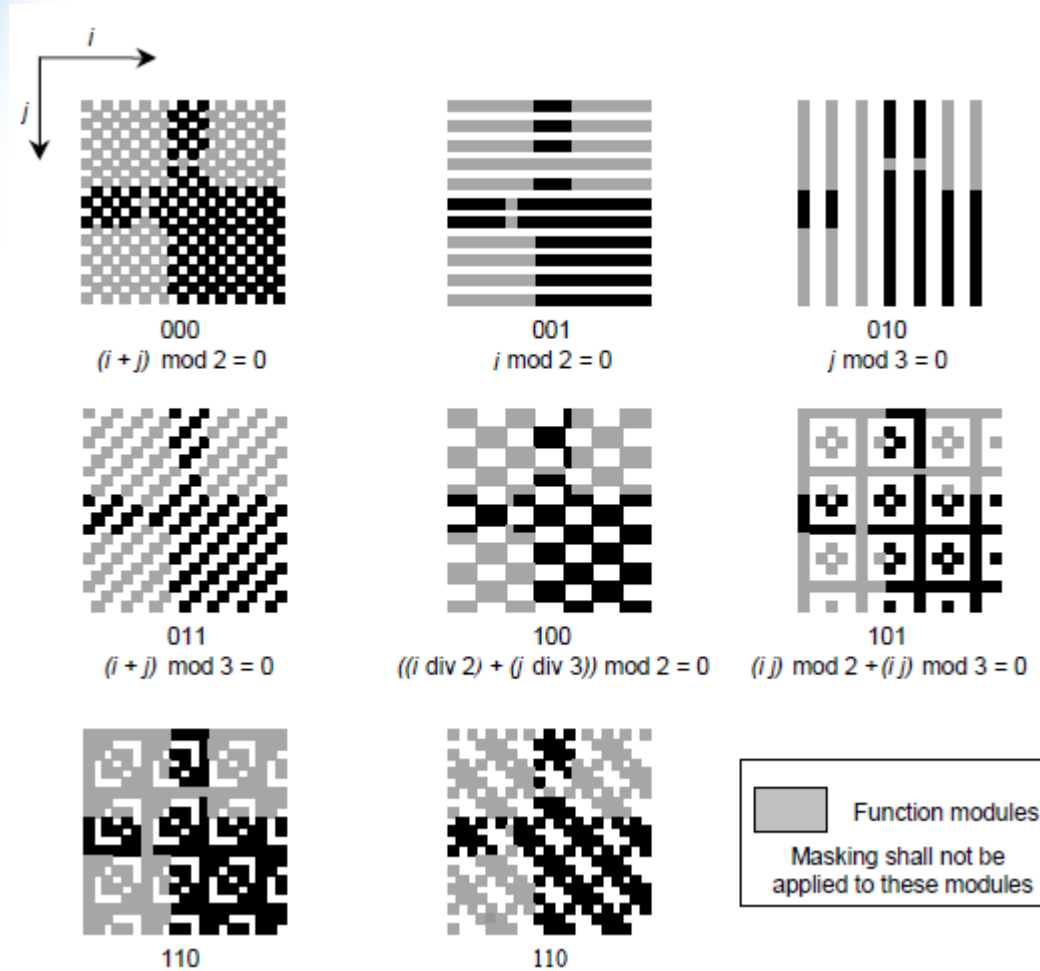 i
j
000
(i + j) mod 2 = 0
001
i mod 2 = 0
010
j mod 3 = 0
011
(i + j) mod 3 = 0
100
((i div 2) + (j div 3)) mod 2 = 0
101
(i j) mod 2 +(i j) mod 3 = 0
110
110
Function modules
Masking shall not be
applied to these modules